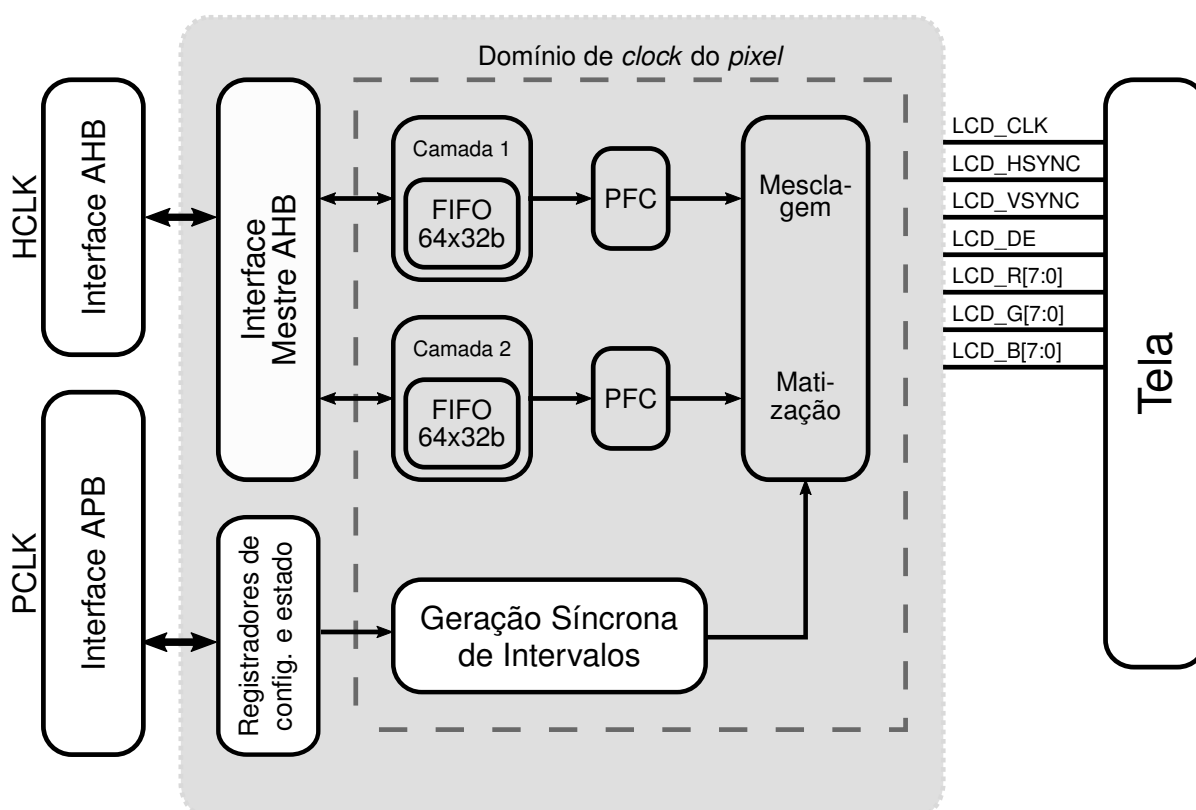 Domínio de clock do pixel
HCLK
Interface AHB
Interface
Mestre AHB
Camada 1
FIFO
64x32b
PFC
Mescla-
gem
Camada 2
FIFO
64x32b
PFC
Mati-
zação
PCLK
Interface APB
Registradores de
config. e estado
Geração Síncrona
de Intervalos
LCD_CLK
LCD_HSYNC
LCD_VSYNC
LCD_DE
LCD_R[7:0]
LCD_G[7:0]
LCD_B[7:0]
Tela